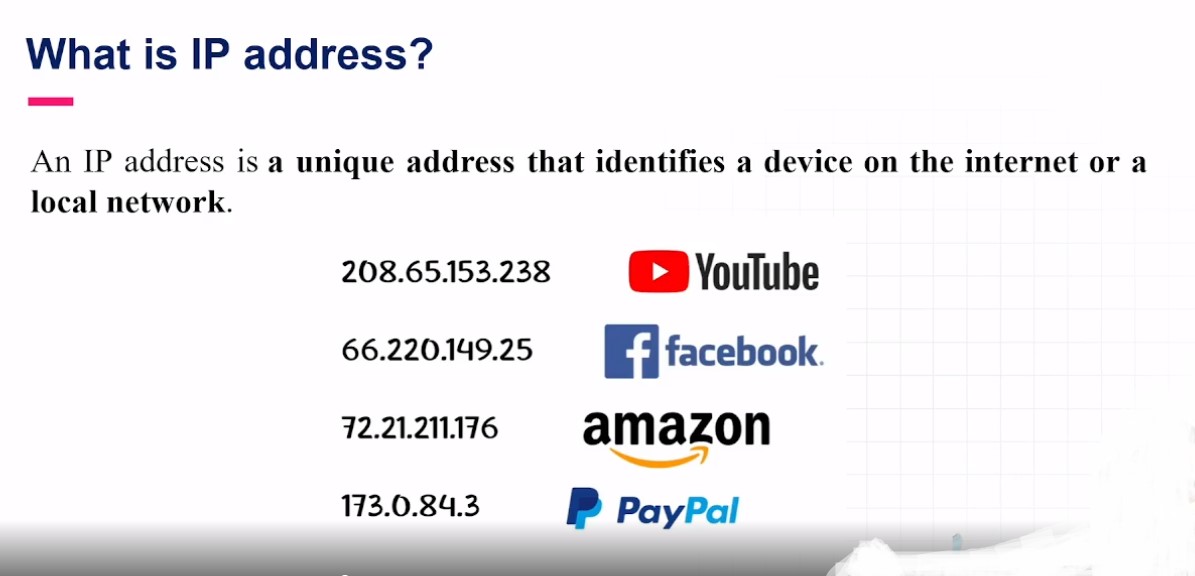 What is IP address?
An IP address is a unique address that identifies a device on the internet or a
local network.
208.65.153.238 YouTube
66.220.149.25 facebook.
72.21.211.176 amazon
173.0.84.3 PayPal